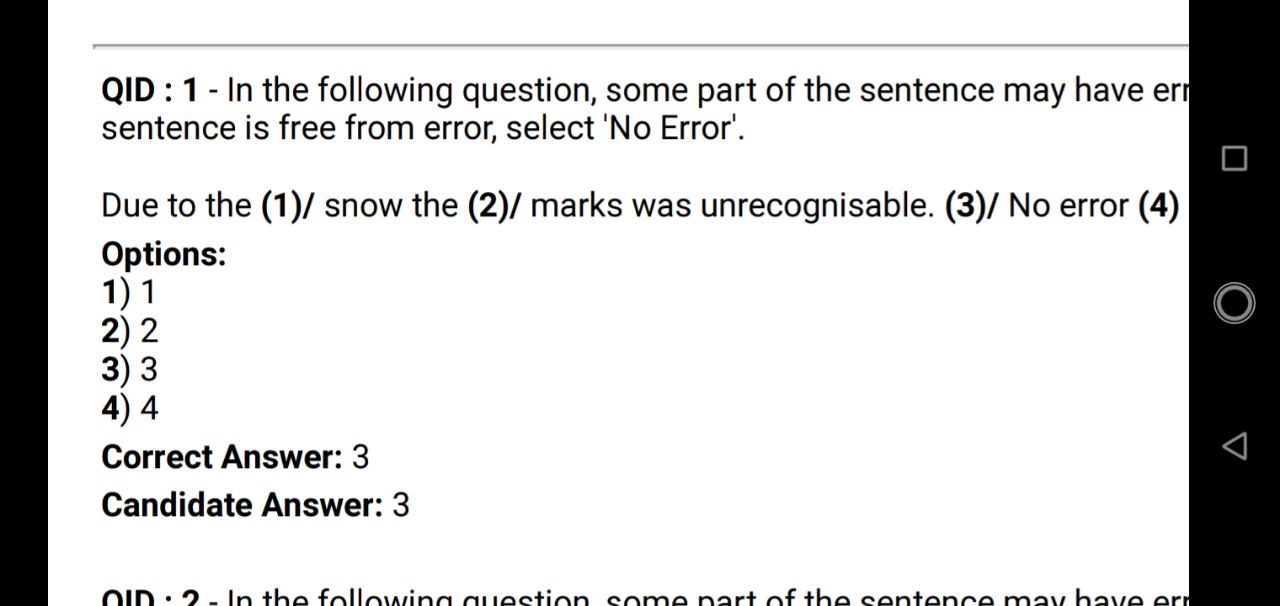 QID : 1 - In the following question, some part of the sentence may have err
sentence is free from error, select 'No Error'.
Due to the (1)/ snow the (2)/ marks was unrecognisable. (3)/ No error (4)
Options:
1) 1
2) 2
3) 3
4) 4
Correct Answer: 3
Candidate Answer: 3
QID : 2 - In the following question, some part of the sentence may have err